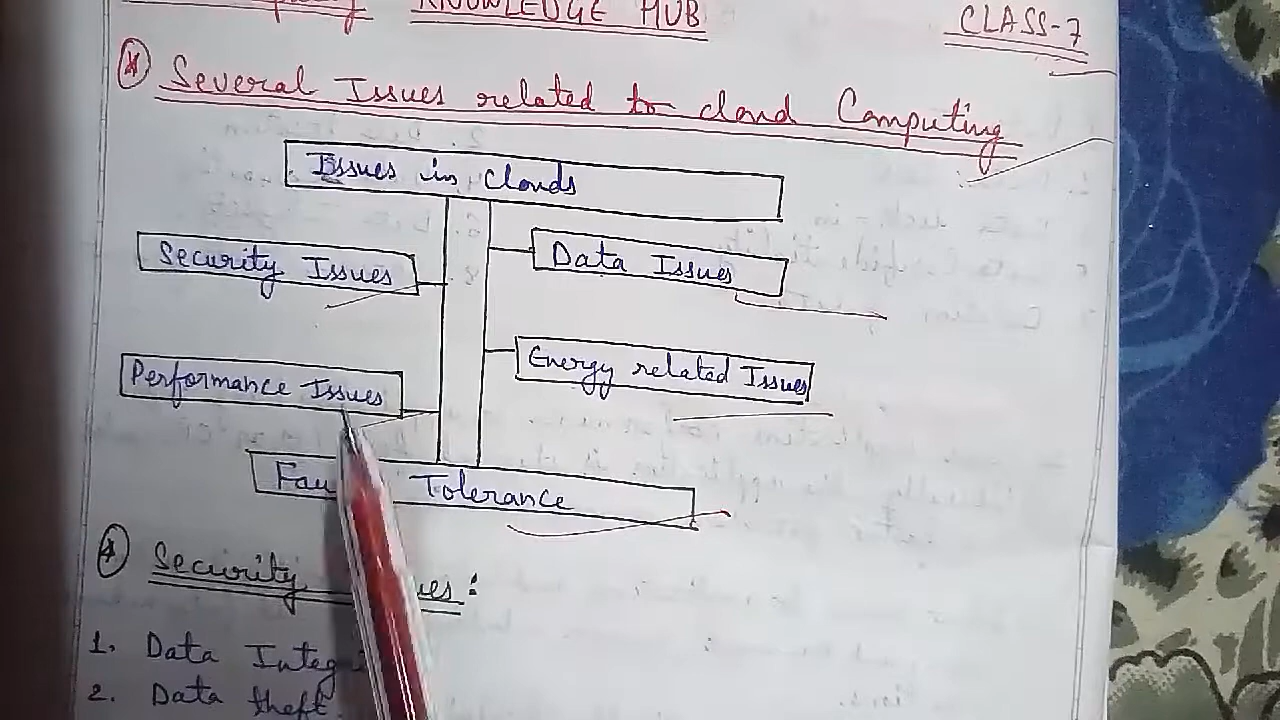 KNOWLEDGE HUB
CLASS-7
Several Issues related to cloud Computing
Issues in clouds
Security Issues
Data Issues
Performance Issues
Energy related Issues
Tolerance
Security
1. Data
2. Data theft.